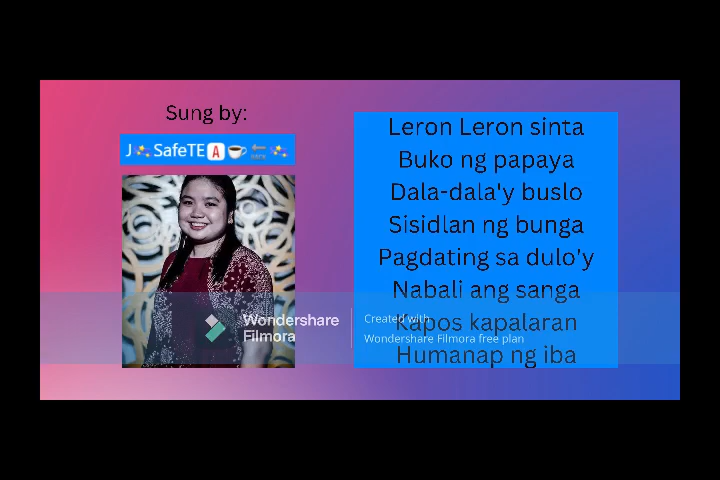 Sung by:
J✨SafeTE🅰️☕🔙✨
Leron Leron sinta
Buko ng papaya
Dala-dala'y buslo
Sisidlan ng bunga
Pagdating sa dulo'y
Nabali ang sanga
Kapos kapalaran
Humanap ng iba
Wondershare
Filmora
Created with
Wondershare Filmora free plan